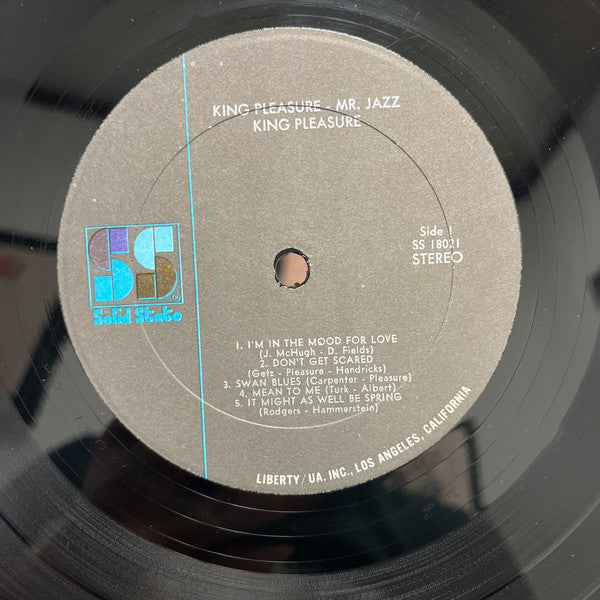 KING PLEASURE - MR. JAZZ
KING PLEASURE
SS®
Solid State
Side 1
SS 18021
STEREO
1. I'M IN THE MOOD FOR LOVE
(J. McHugh - D. Fields)
2. DON'T GET SCARED
(Getz - Pleasure - Hendricks)
3. SWAN BLUES (Carpenter - Pleasure)
4. MEAN TO ME (Turk - Albert)
5. IT MIGHT AS WELL BE SPRING
(Rodgers - Hammerstein)
LIBERTY/UA. INC., LOS ANGELES, CALIFORNIA